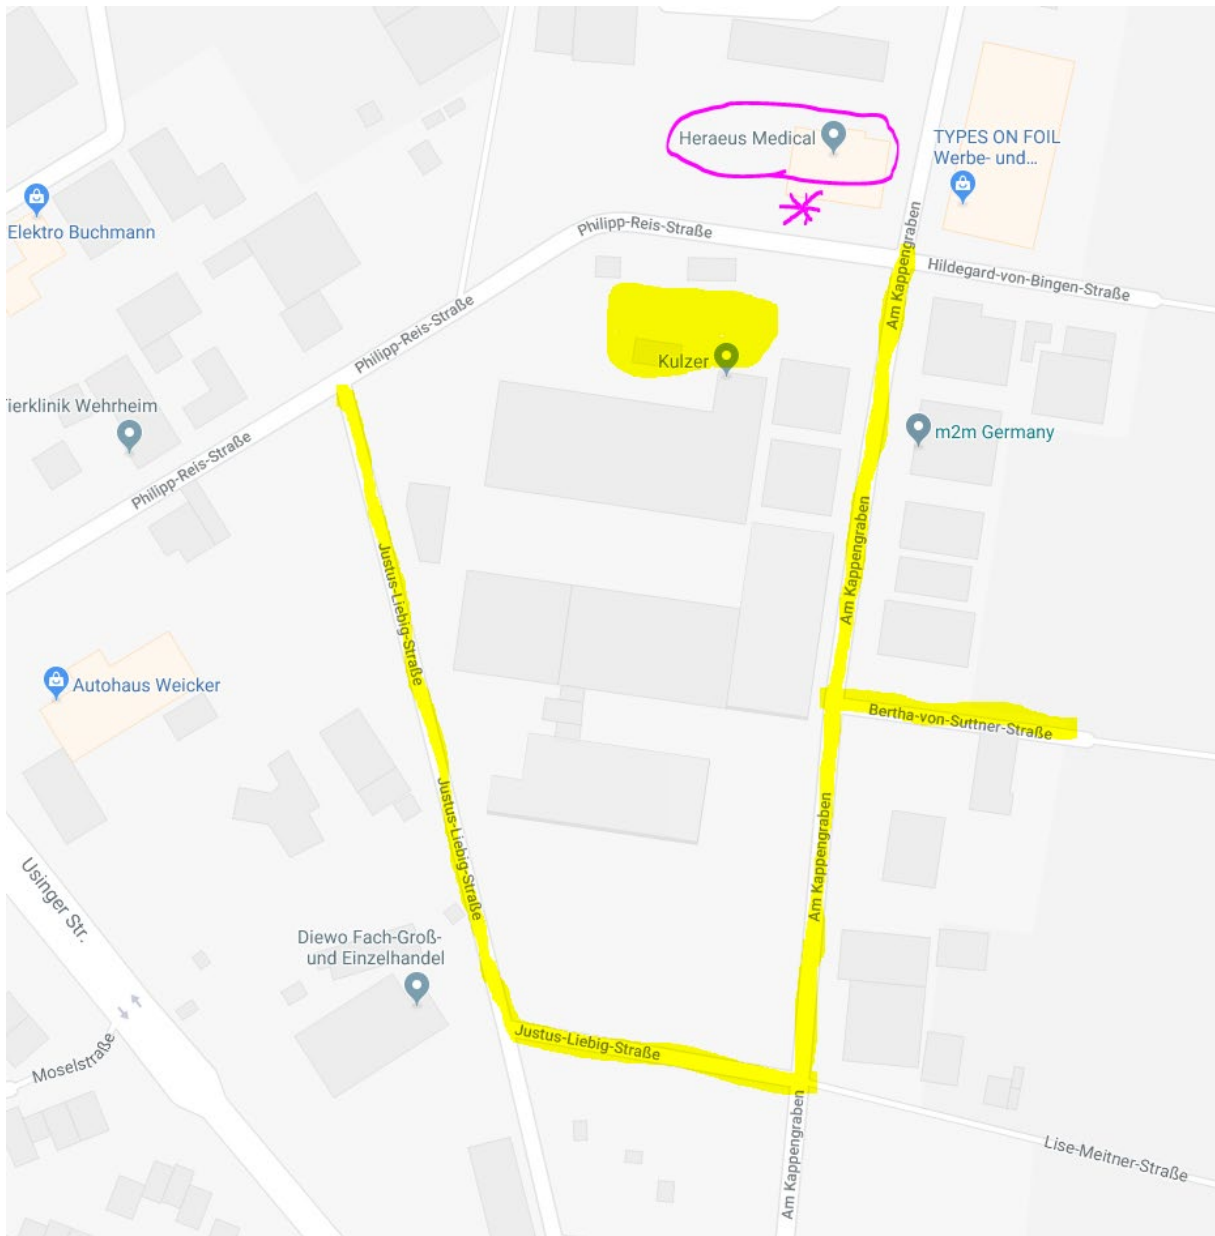 Heraeus Medical
TYPES ON FOIL
Werbe- und...
Elektro Buchmann
Philipp-Reis-Straße
Am Kappengraben
Hildegard-von-Bingen-Straße
Philipp-Reis-Straße
Kulzer
Tierklinik Wehrheim
m2m Germany
Philipp-Reis-Straße
Am Kappengraben
Justus-Liebig-Straße
Autohaus Weicker
Bertha-von-Suttner-Straße
Justus-Liebig-Straße
Am Kappengraben
Usinger Str.
Diewo Fach-Groß-
und Einzelhandel
Justus-Liebig-Straße
Moselstraße
Am Kappengraben
Lise-Meitner-Straße